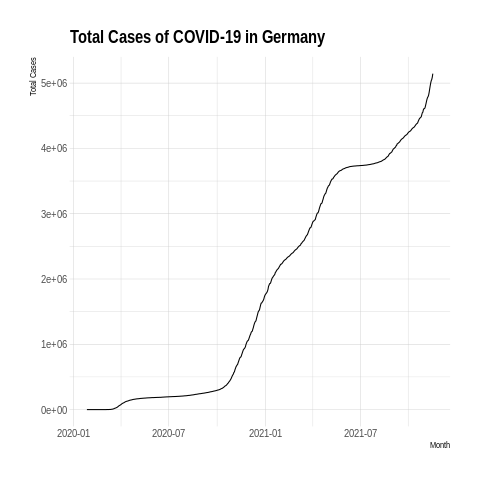 Total Cases of COVID-19 in Germany
Total Cases
5e+06
4e+06
3e+06
2e+06
1e+06
0e+00
2020-01 2020-07 2021-01 2021-07
Month